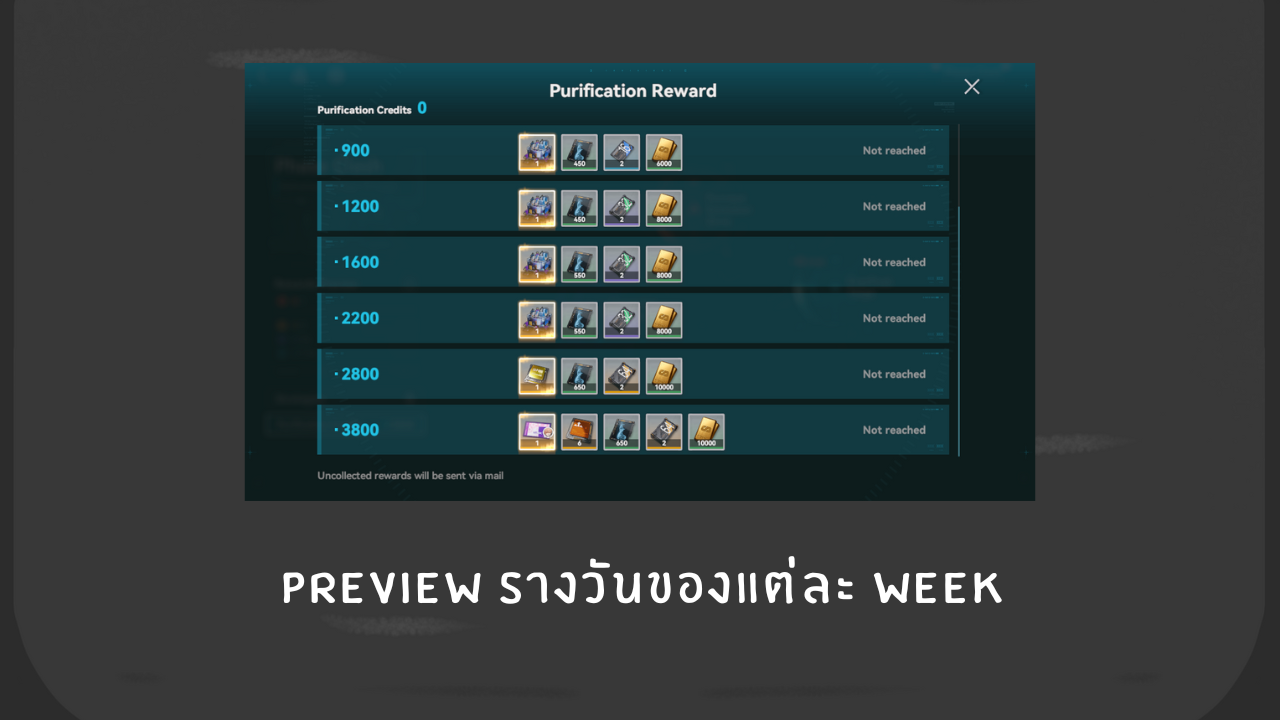 Purification Reward
Purification Credits 0
900 1 450 2 6000 Not reached
1200 1 450 2 8000 Not reached
1600 1 550 2 8000 Not reached
2200 1 550 2 8000 Not reached
2800 1 650 2 10000 Not reached
3800 1 6 650 2 10000 Not reached
Uncollected rewards will be sent via mail
PREVIEW รางวันของแต่ละ WEEK